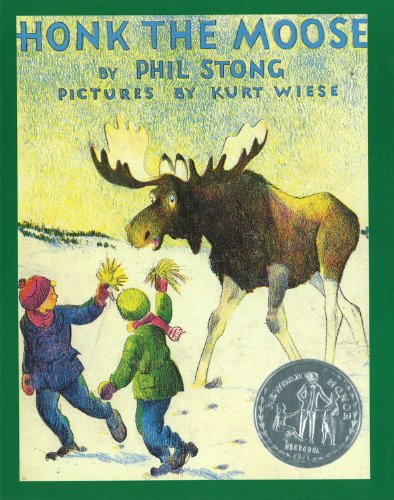 HONK THE MOOSE
BY PHIL STONG
PICTURES BY KURT WIESE
NEWBERY HONOR